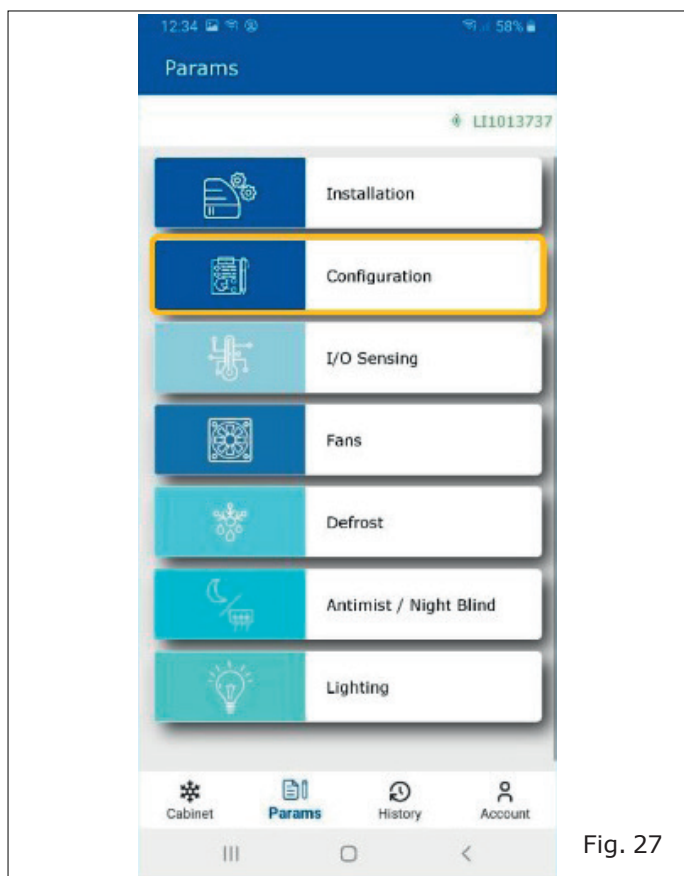 12:34 58%
Params
LI1013737
Installation
Configuration
I/O Sensing
Fans
Defrost
Antimist / Night Blind
Lighting
Cabinet Params History Account
Fig. 27